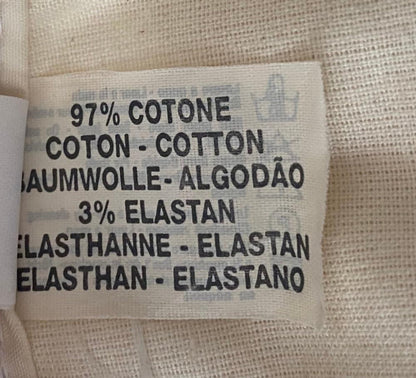 97% COTONE
COTON - COTTON
BAUMWOLLE - ALGODÃO
3% ELASTAN
ELASTHANNE - ELASTAN
ELASTHAN - ELASTANO